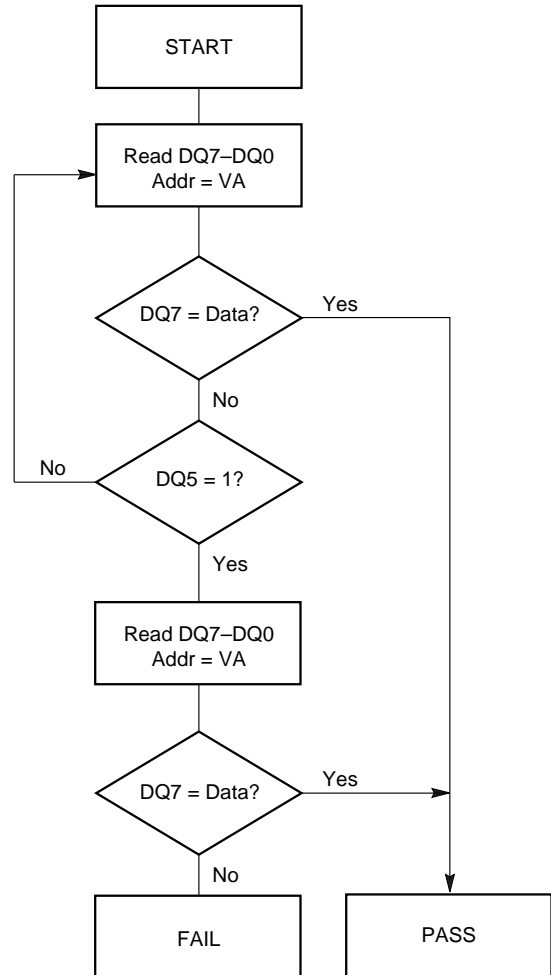 START
Read DQ7–DQ0
Addr = VA
DQ7 = Data?
Yes
No
No
DQ5 = 1?
Yes
Read DQ7–DQ0
Addr = VA
DQ7 = Data?
Yes
No
FAIL
PASS